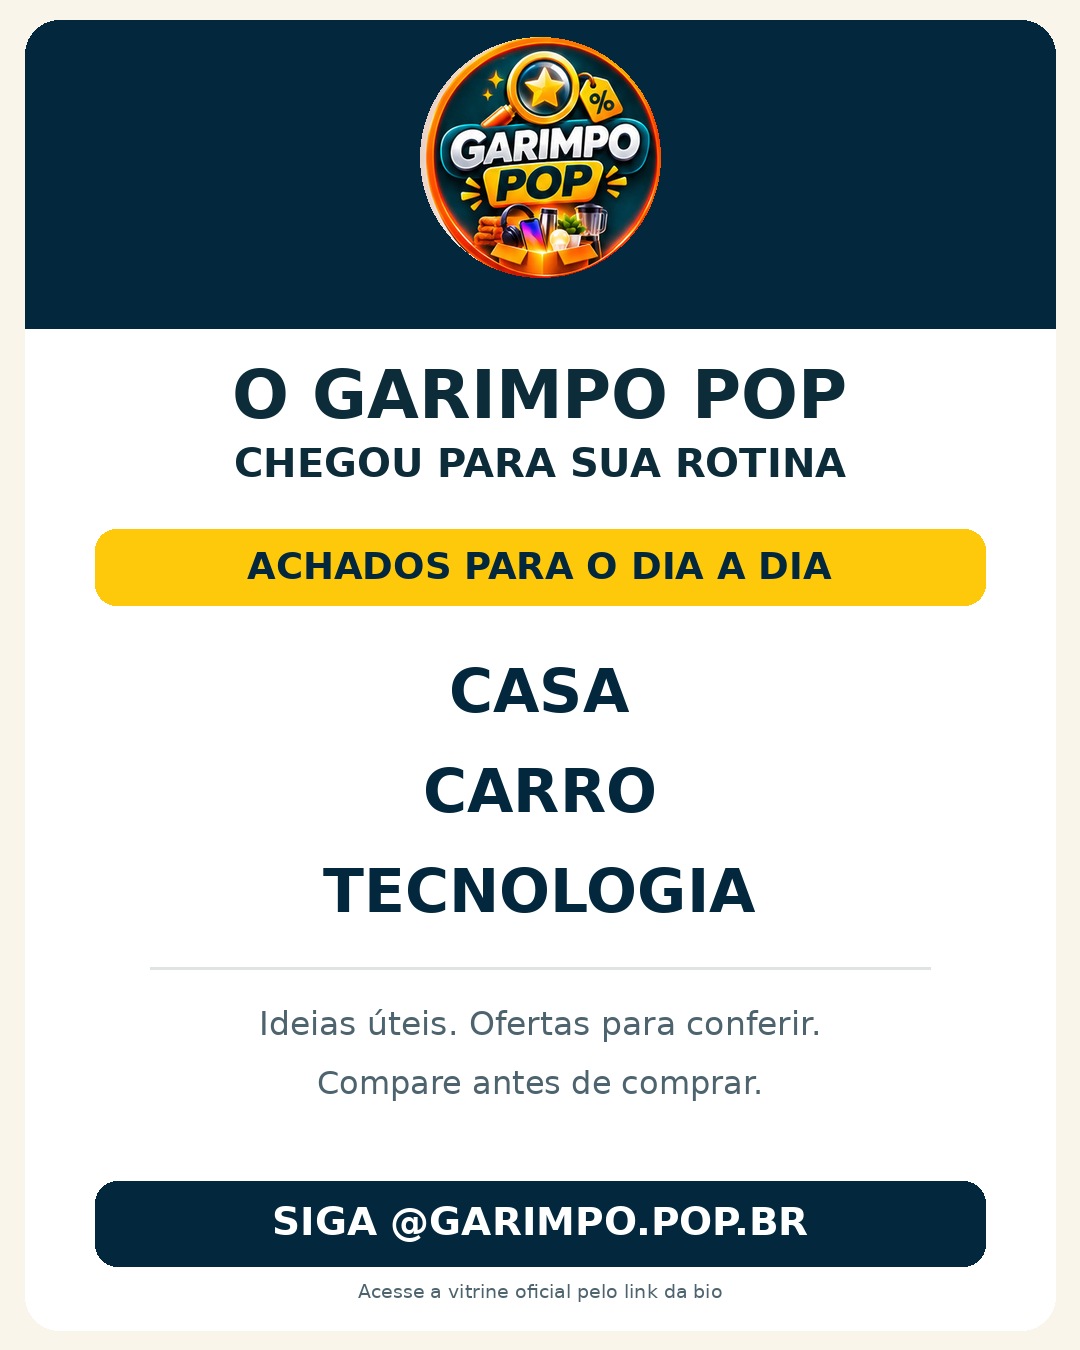 %
GARIMPO
POP
O GARIMPO POP
CHEGOU PARA SUA ROTINA
ACHADOS PARA O DIA A DIA
CASA
CARRO
TECNOLOGIA
Ideias úteis. Ofertas para conferir.
Compare antes de comprar.
SIGA @GARIMPO.POP.BR
Acesse a vitrine oficial pelo link da bio